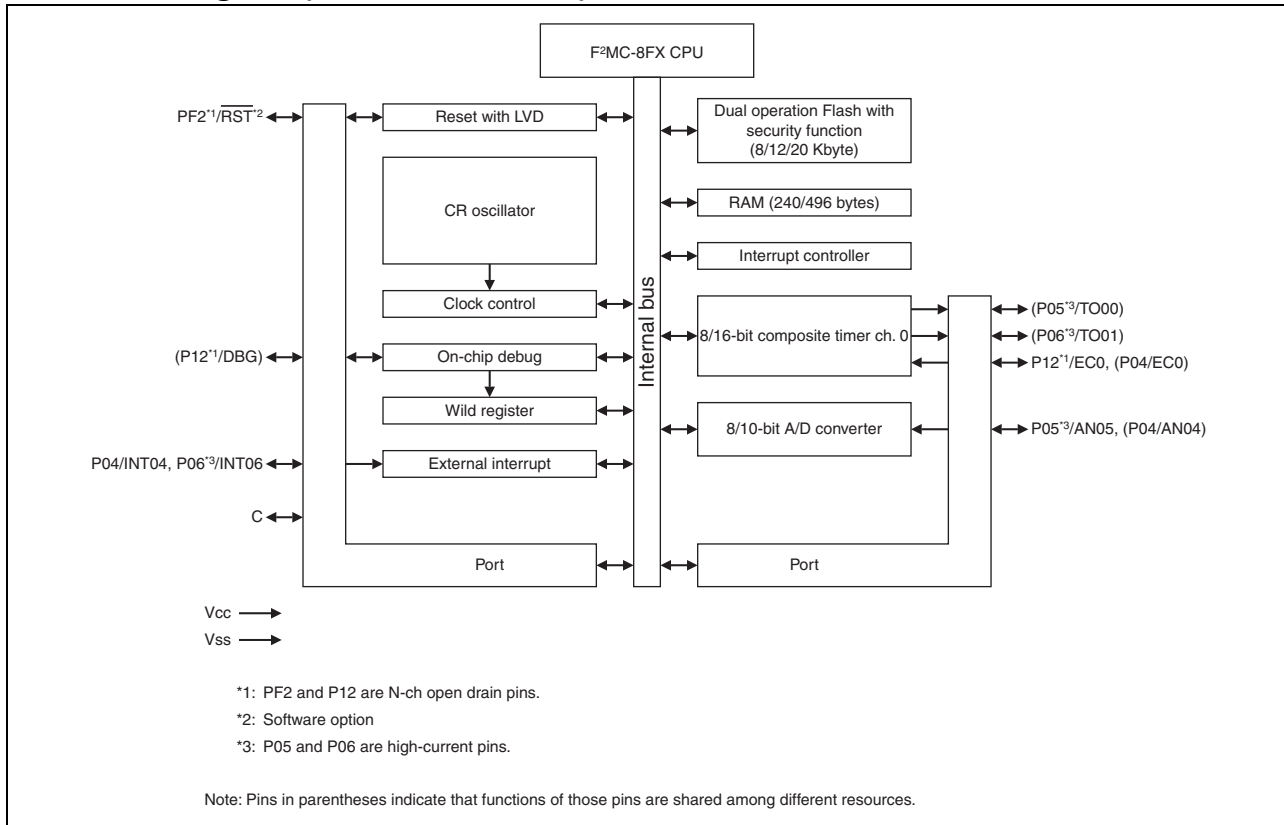 F²MC-8FX CPU
PF2*1/RST*2
Reset with LVD
Dual operation Flash with
security function
(8/12/20 Kbyte)
CR oscillator
RAM (240/496 bytes)
Interrupt controller
Clock control
Internal bus
8/16-bit composite timer ch. 0
(P05*3/TO00)
(P06*3/TO01)
P12*1/EC0, (P04/EC0)
(P12*1/DBG)
On-chip debug
Wild register
8/10-bit A/D converter
P05*3/AN05, (P04/AN04)
P04/INT04, P06*3/INT06
External interrupt
C
Port
Port
Vcc
Vss
*1: PF2 and P12 are N-ch open drain pins.
*2: Software option
*3: P05 and P06 are high-current pins.
Note: Pins in parentheses indicate that functions of those pins are shared among different resources.